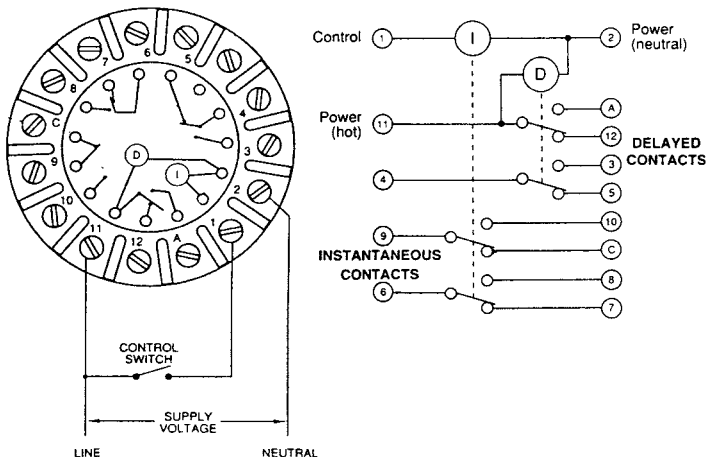 6
5
4
3
2
1
A
12
11
10
9
C
8
7
D
I
CONTROL
SWITCH
SUPPLY
VOLTAGE
LINE
NEUTRAL
Control
1
I
2
Power
(neutral)
D
Power
(hot)
11
A
12
DELAYED
CONTACTS
3
4
5
10
9
C
INSTANTANEOUS
CONTACTS
8
6
7